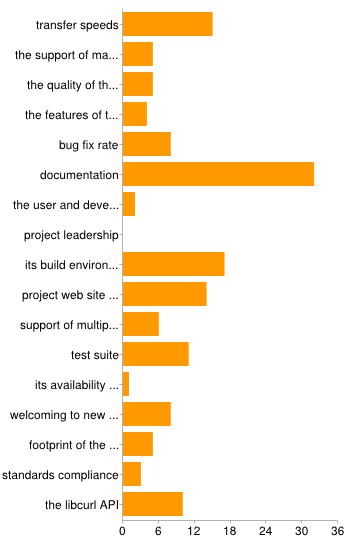 transfer speeds
the support of ma...
the quality of th...
the features of t...
bug fix rate
documentation
the user and deve...
project leadership
its build environ...
project web site ...
support of multip...
test suite
its availability ...
welcoming to new ...
footprint of the ...
standards compliance
the libcurl API
0 6 12 18 24 30 36